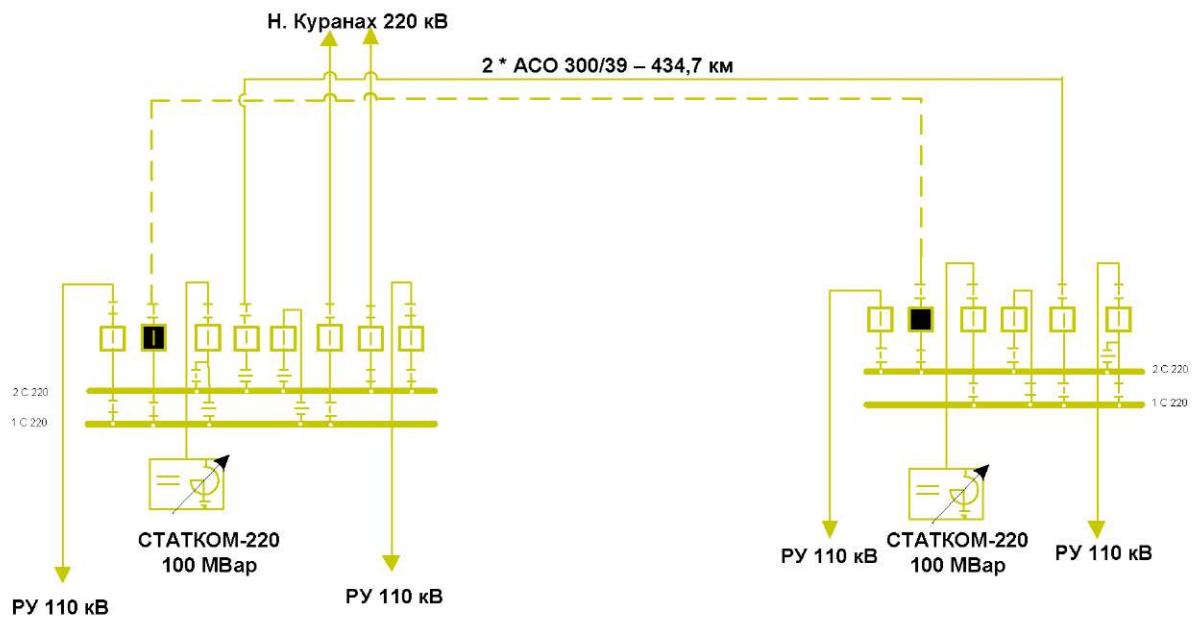 Н. Куранах 220 кВ
2 * АСО 300/39 – 434,7 км
2 С 220
1 С 220
2 С 220
1 С 220
СТАТКОМ-220
100 МВар
РУ 110 кВ
РУ 110 кВ
СТАТКОМ-220
100 МВар
РУ 110 кВ
РУ 110 кВ